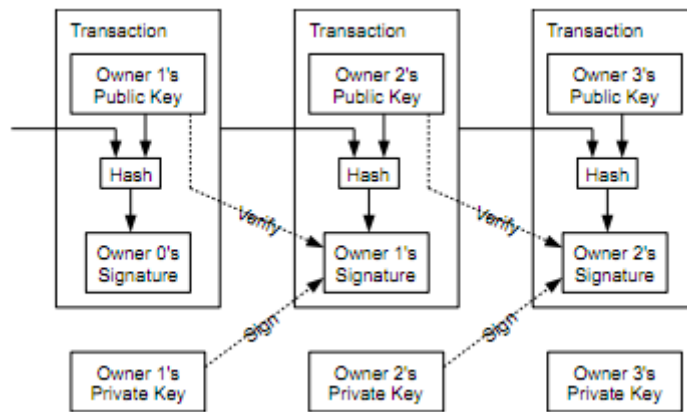 Transaction
Owner 1's
Public Key
Hash
Owner 0's
Signature
Transaction
Owner 2's
Public Key
Hash
Verify
Owner 1's
Signature
Transaction
Owner 3's
Public Key
Hash
Verify
Owner 2's
Signature
Sign
Sign
Owner 1's
Private Key
Owner 2's
Private Key
Owner 3's
Private Key